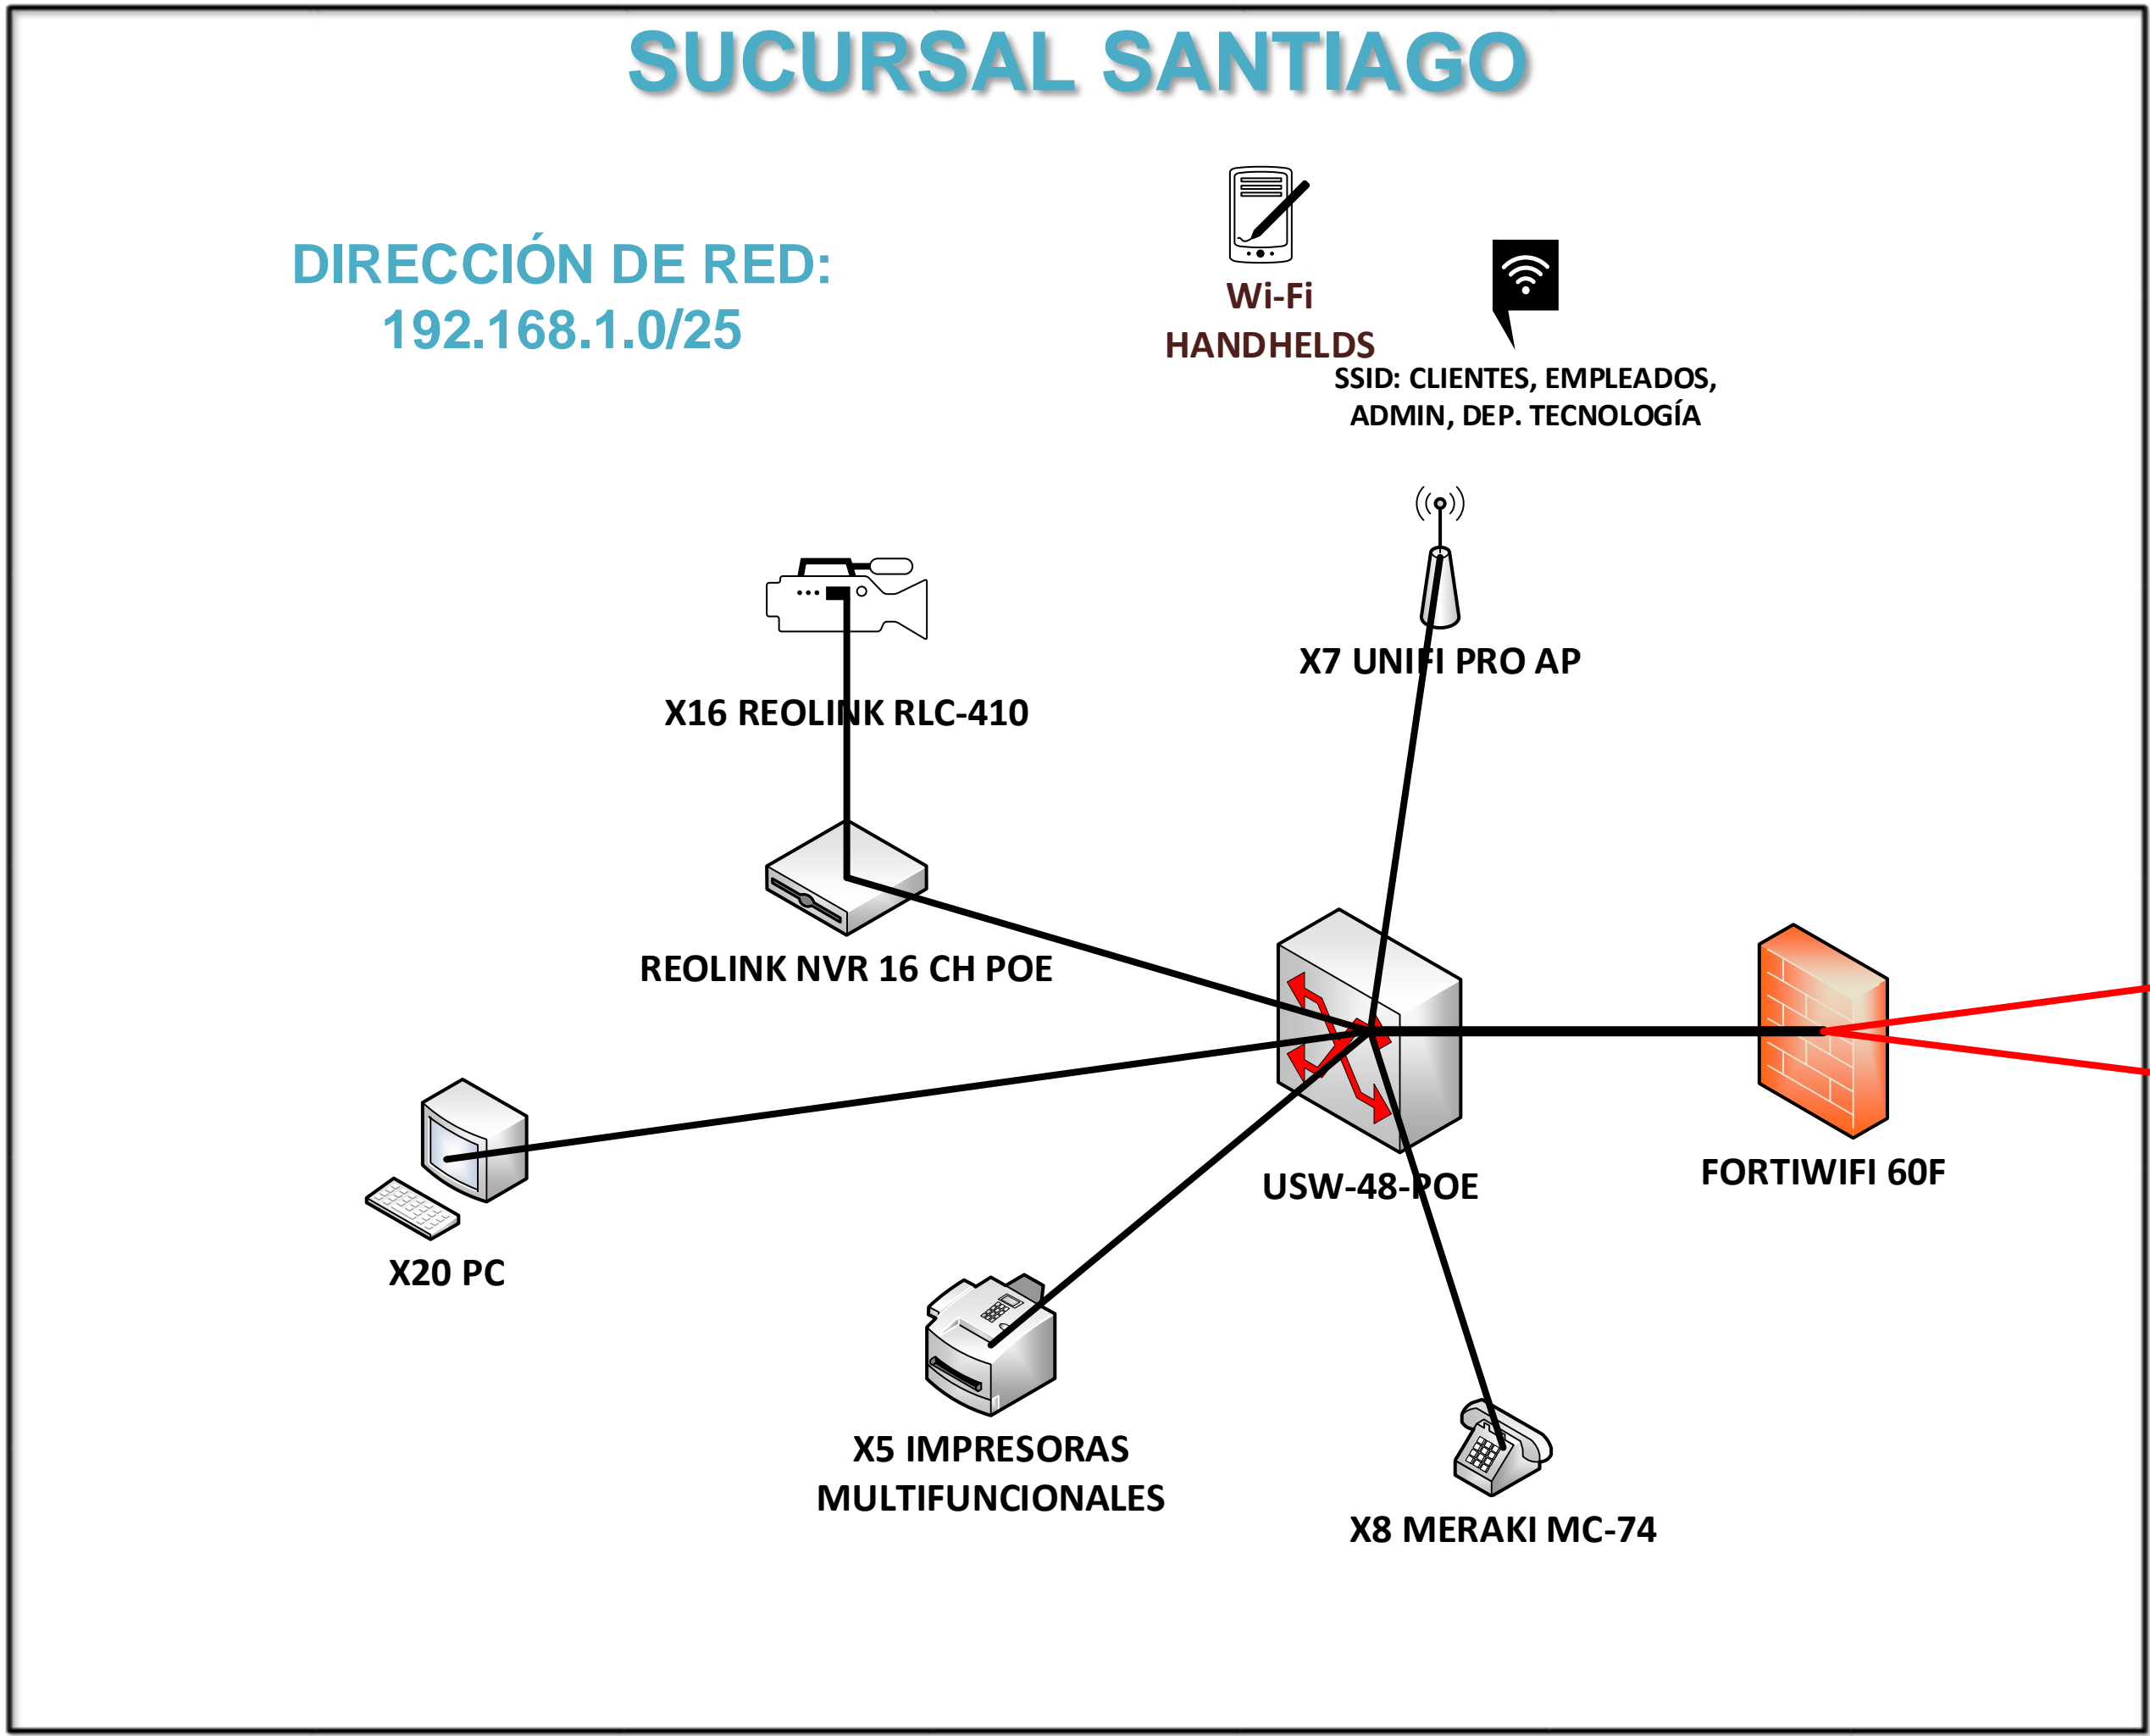 SUCURSAL SANTIAGO
DIRECCIÓN DE RED:
192.168.1.0/25
Wi-Fi
HANDHELDS
SSID: CLIENTES, EMPLEADOS,
ADMIN, DEP. TECNOLOGÍA
X7 UNIFI PRO AP
X16 REOLINK RLC-410
REOLINK NVR 16 CH POE
USW-48-POE
FORTIWIFI 60F
X20 PC
X5 IMPRESORAS
MULTIFUNCIONALES
X8 MERAKI MC-74